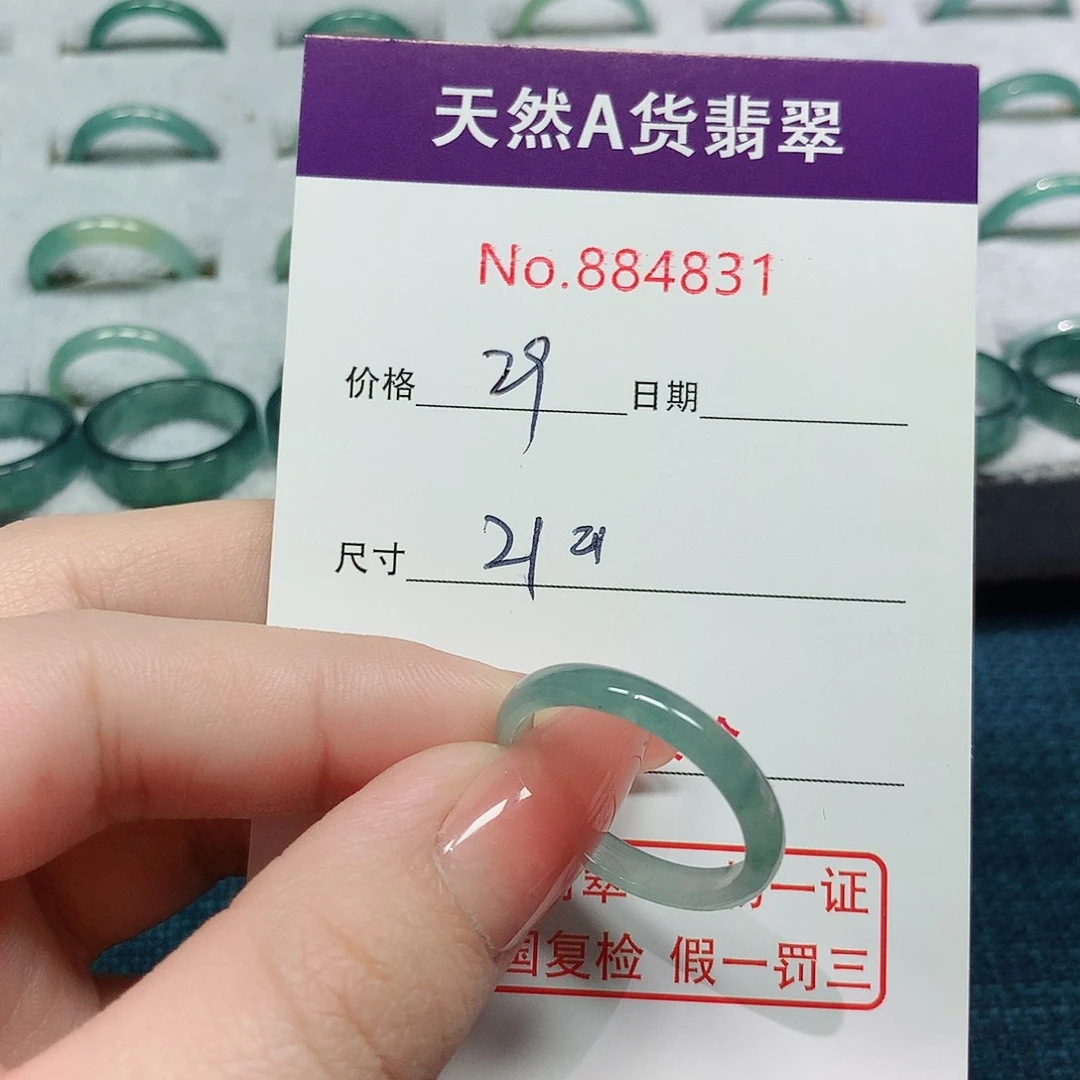 天然A货翡翠
No.884831
价格 29 日期
尺寸 21
翠 一证
国复检 假一罚三